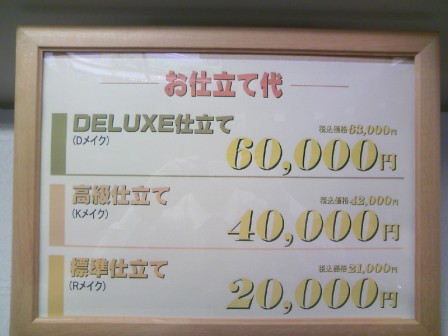 お仕立て代
DELUXE仕立て
(Dメイク)
税込価格63,000円
60,000円
高級仕立て
(Kメイク)
税込価格42,000円
40,000円
標準仕立て
(Rメイク)
税込価格21,000円
20,000円